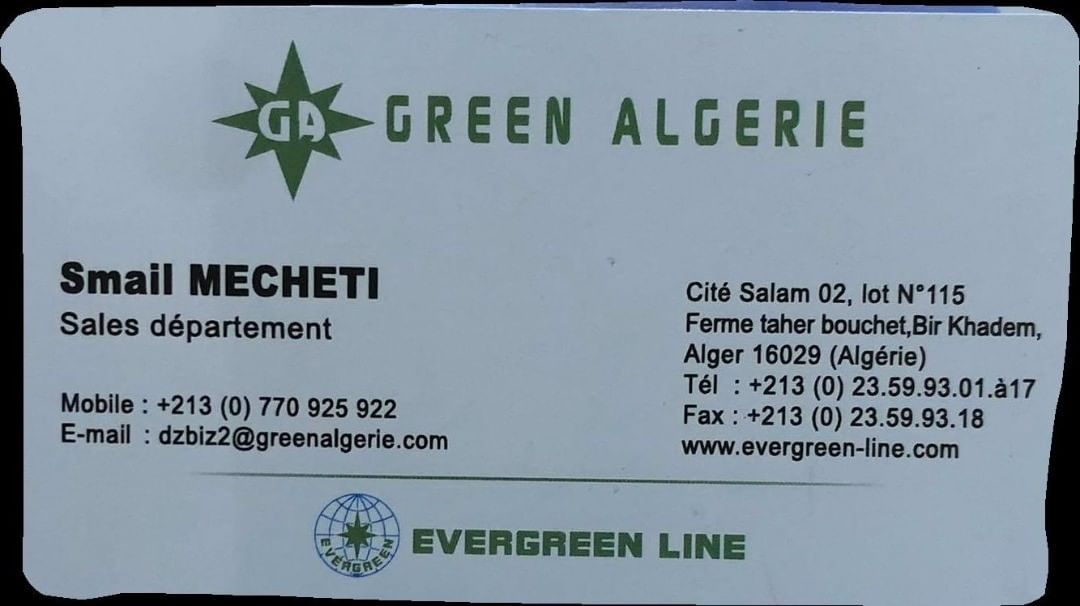 GA GREEN ALGERIE
Smail MECHETI
Sales département
Mobile : +213 (0) 770 925 922
E-mail : dzbiz2@greenalgerie.com
Cité Salam 02, lot N°115
Ferme taher bouchet,Bir Khadem,
Alger 16029 (Algérie)
Tél : +213 (0) 23.59.93.01.à17
Fax : +213 (0) 23.59.93.18
www.evergreen-line.com
EVERGREEN
EVERGREEN LINE